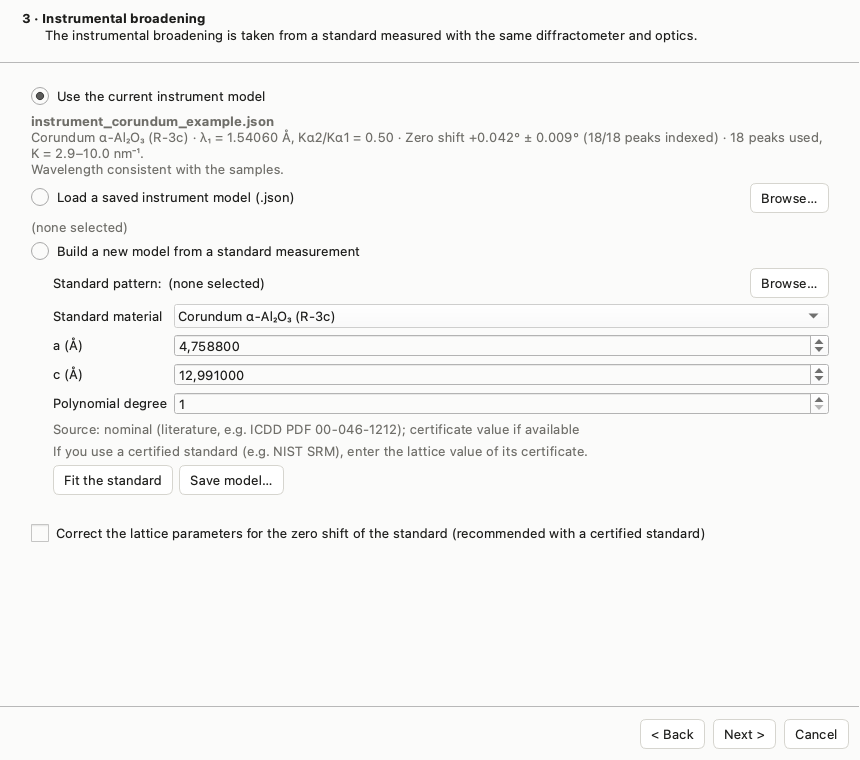 3 · Instrumental broadening
The instrumental broadening is taken from a standard measured with the same diffractometer and optics.
Use the current instrument model
instrument_corundum_example.json
Corundum α-Al₂O₃ (R-3c) · λ₁ = 1.54060 Å, Kα2/Kα1 = 0.50 · Zero shift +0.042° ± 0.009° (18/18 peaks indexed) · 18 peaks used,
K = 2.9–10.0 nm⁻¹.
Wavelength consistent with the samples.
Load a saved instrument model (.json)
Browse...
(none selected)
Build a new model from a standard measurement
Standard pattern: (none selected)
Browse...
Standard material
Corundum α-Al₂O₃ (R-3c)
a (Å)
4,758800
c (Å)
12,991000
Polynomial degree
1
Source: nominal (literature, e.g. ICDD PDF 00-046-1212); certificate value if available
If you use a certified standard (e.g. NIST SRM), enter the lattice value of its certificate.
Fit the standard
Save model...
Correct the lattice parameters for the zero shift of the standard (recommended with a certified standard)
< Back
Next >
Cancel